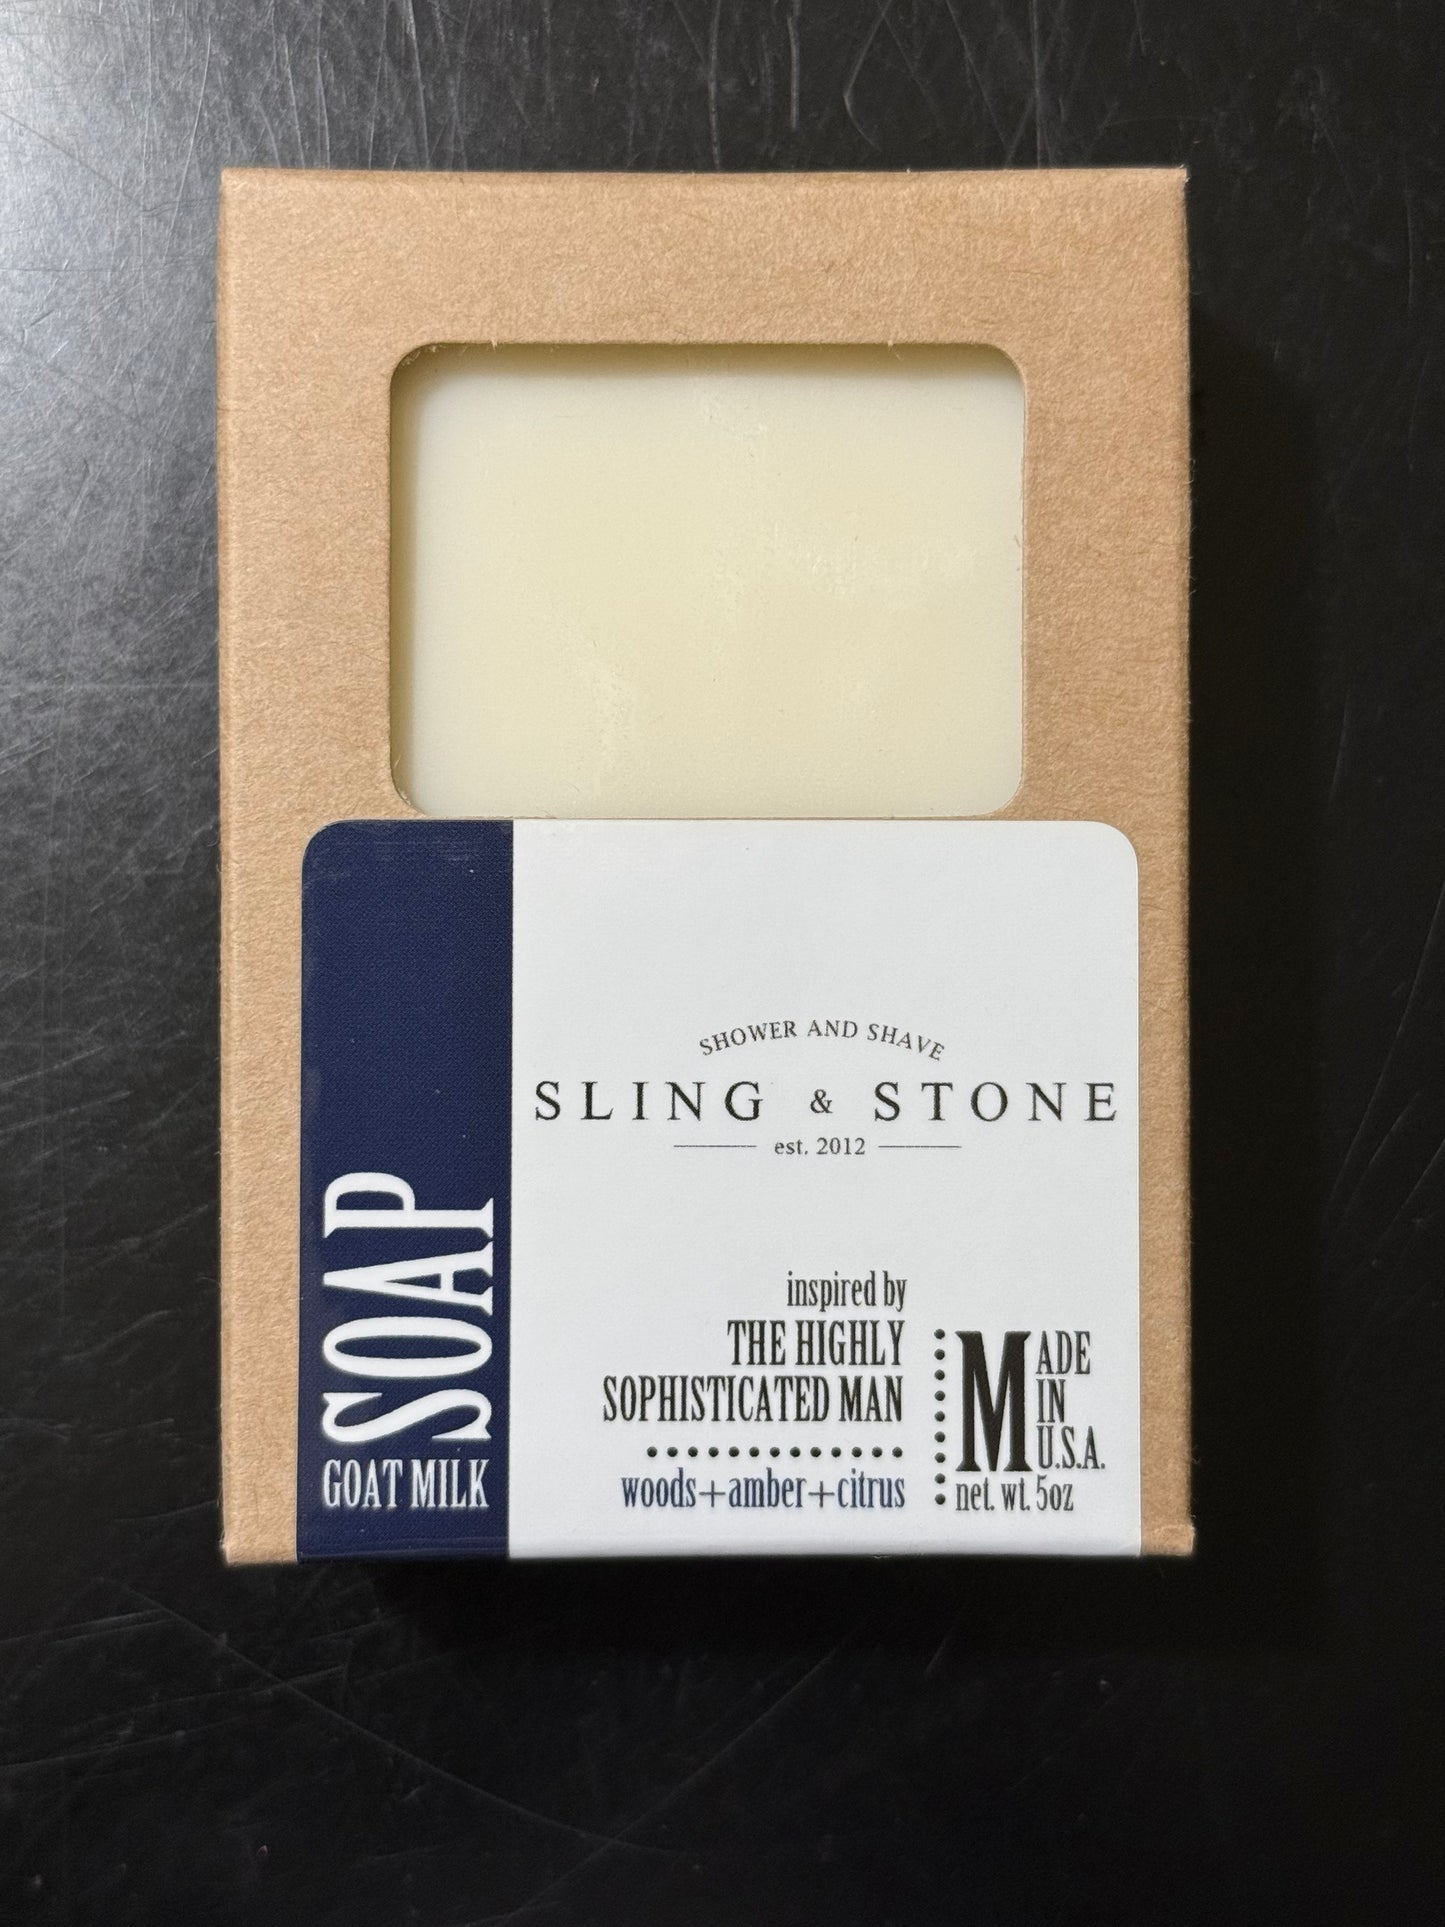 SHOWER AND SHAVE
SLING & STONE
est. 2012
SOAP
GOAT MILK
inspired by
THE HIGHLY
SOPHISTICATED MAN
woods+amber+citrus
MADE
IN
U.S.A.
net. wt. 5oz